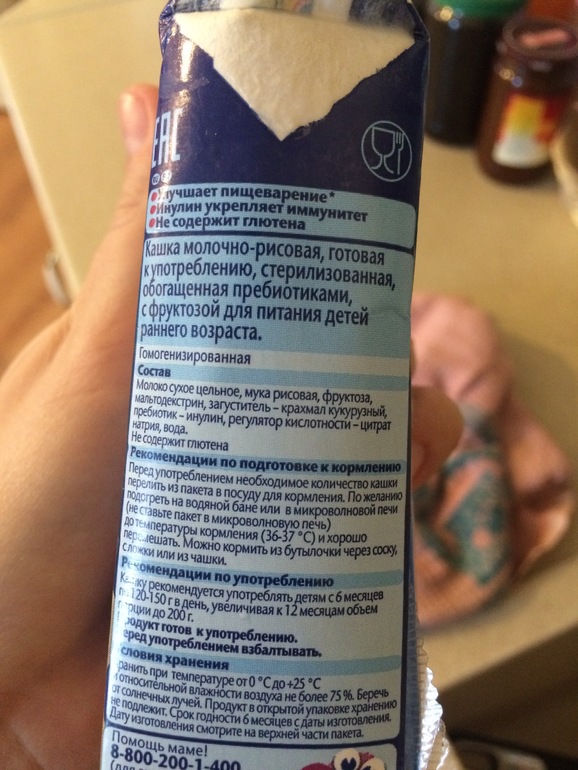 EAC
Улучшает пищеварение*
Инулин укрепляет иммунитет
Не содержит глютена
Кашка молочно-рисовая, готовая
к употреблению, стерилизованная,
обогащенная пребиотиками,
с фруктозой для питания детей
раннего возраста.
Гомогенизированная
Состав
Молоко сухое цельное, мука рисовая, фруктоза,
мальтодекстрин, загуститель – крахмал кукурузный,
пребиотик – инулин, регулятор кислотности – цитрат
натрия, вода.
Не содержит глютена
Рекомендации по подготовке к кормлению
Перед употреблением необходимое количество кашки
перелить из пакета в посуду для кормления. По желанию
подогреть на водяной бане или в микроволновой печи
(не ставьте пакет в микроволновую печь)
до температуры кормления (36-37 °С) и хорошо
перемешать. Можно кормить из бутылочки через соску,
с ложки или из чашки.
Рекомендации по употреблению
Кашку рекомендуется употреблять детям с 6 месяцев
по 120-150 г в день, увеличивая к 12 месяцам объем
порции до 200 г.
Продукт готов к употреблению.
Перед употреблением взбалтывать.
Условия хранения
Хранить при температуре от 0 °С до +25 °С
и относительной влажности воздуха не более 75 %. Беречь
от солнечных лучей. Продукт в открытой упаковке хранению
не подлежит. Срок годности 6 месяцев с даты изготовления.
Дату изготовления смотрите на верхней части пакета.
Помощь маме!
8-800-200-1-400